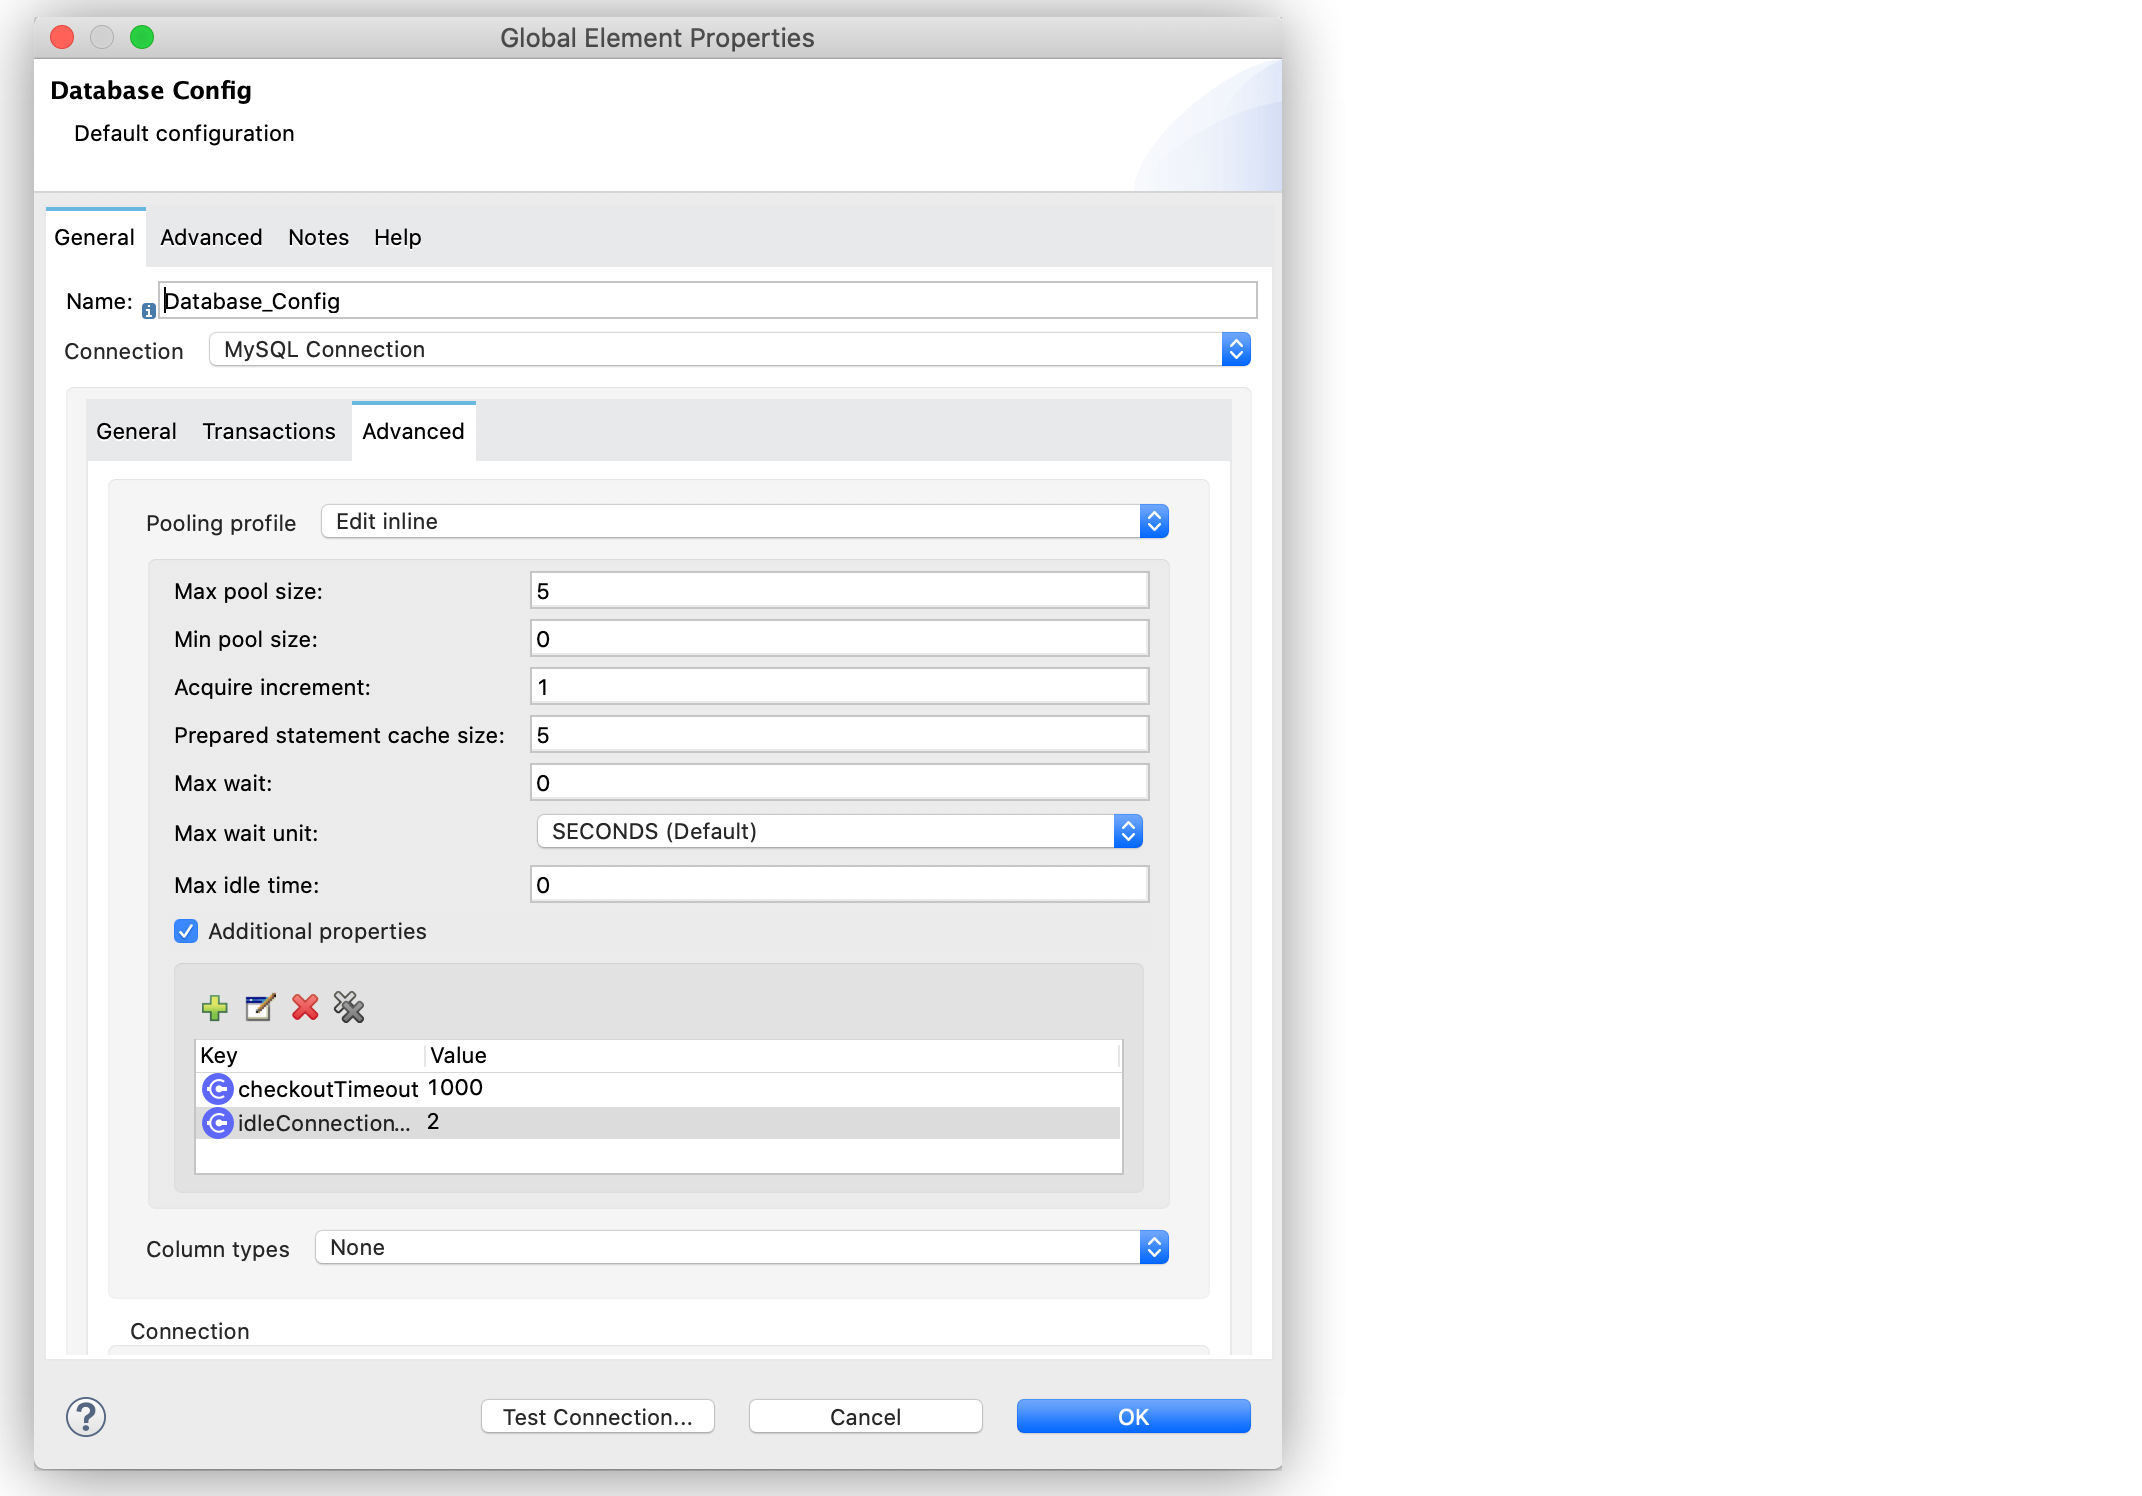 Global Element Properties
Database Config
Default configuration
General Advanced Notes Help
Name: Database_Config
Connection MySQL Connection
General Transactions Advanced
Pooling profile Edit inline
Max pool size: 5
Min pool size: 0
Acquire increment: 1
Prepared statement cache size: 5
Max wait: 0
Max wait unit: SECONDS (Default)
Max idle time: 0
Additional properties
Key Value
checkoutTimeout 1000
idleConnection... 2
Column types None
Connection
? Test Connection... Cancel OK